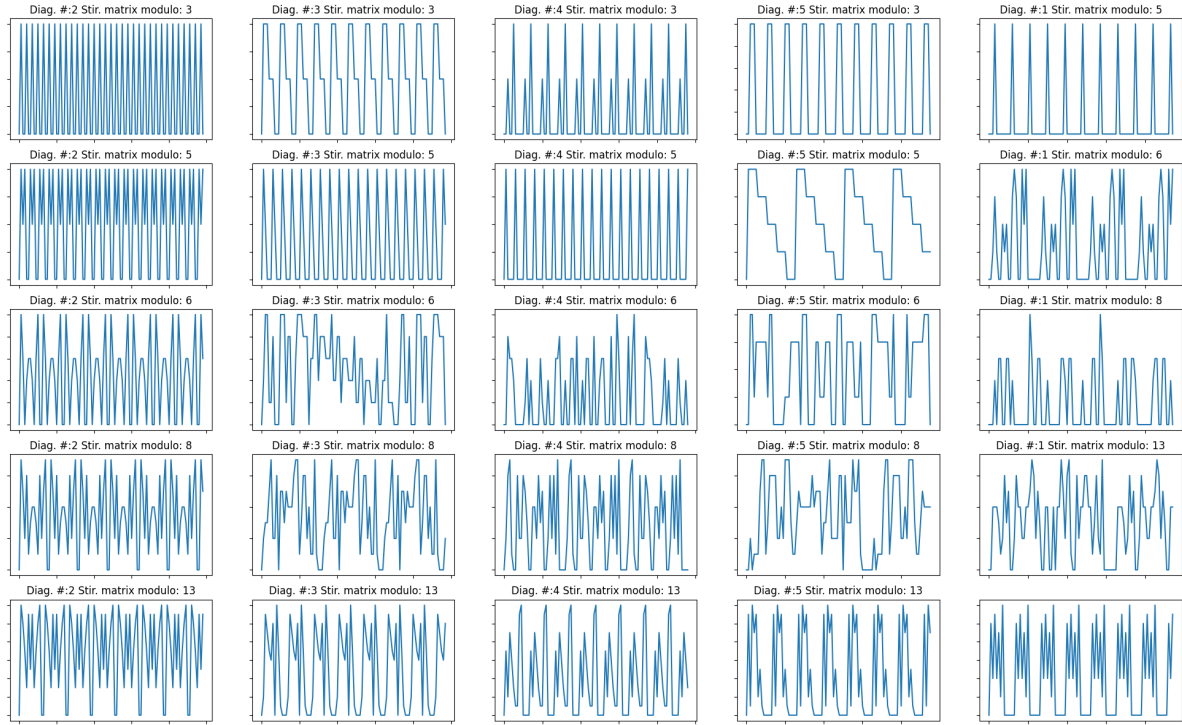 Diag. #:2 Stir. matrix modulo: 3
Diag. #:3 Stir. matrix modulo: 3
Diag. #:4 Stir. matrix modulo: 3
Diag. #:5 Stir. matrix modulo: 3
Diag. #:1 Stir. matrix modulo: 5
Diag. #:2 Stir. matrix modulo: 5
Diag. #:3 Stir. matrix modulo: 5
Diag. #:4 Stir. matrix modulo: 5
Diag. #:5 Stir. matrix modulo: 5
Diag. #:1 Stir. matrix modulo: 6
Diag. #:2 Stir. matrix modulo: 6
Diag. #:3 Stir. matrix modulo: 6
Diag. #:4 Stir. matrix modulo: 6
Diag. #:5 Stir. matrix modulo: 6
Diag. #:1 Stir. matrix modulo: 8
Diag. #:2 Stir. matrix modulo: 8
Diag. #:3 Stir. matrix modulo: 8
Diag. #:4 Stir. matrix modulo: 8
Diag. #:5 Stir. matrix modulo: 8
Diag. #:1 Stir. matrix modulo: 13
Diag. #:2 Stir. matrix modulo: 13
Diag. #:3 Stir. matrix modulo: 13
Diag. #:4 Stir. matrix modulo: 13
Diag. #:5 Stir. matrix modulo: 13